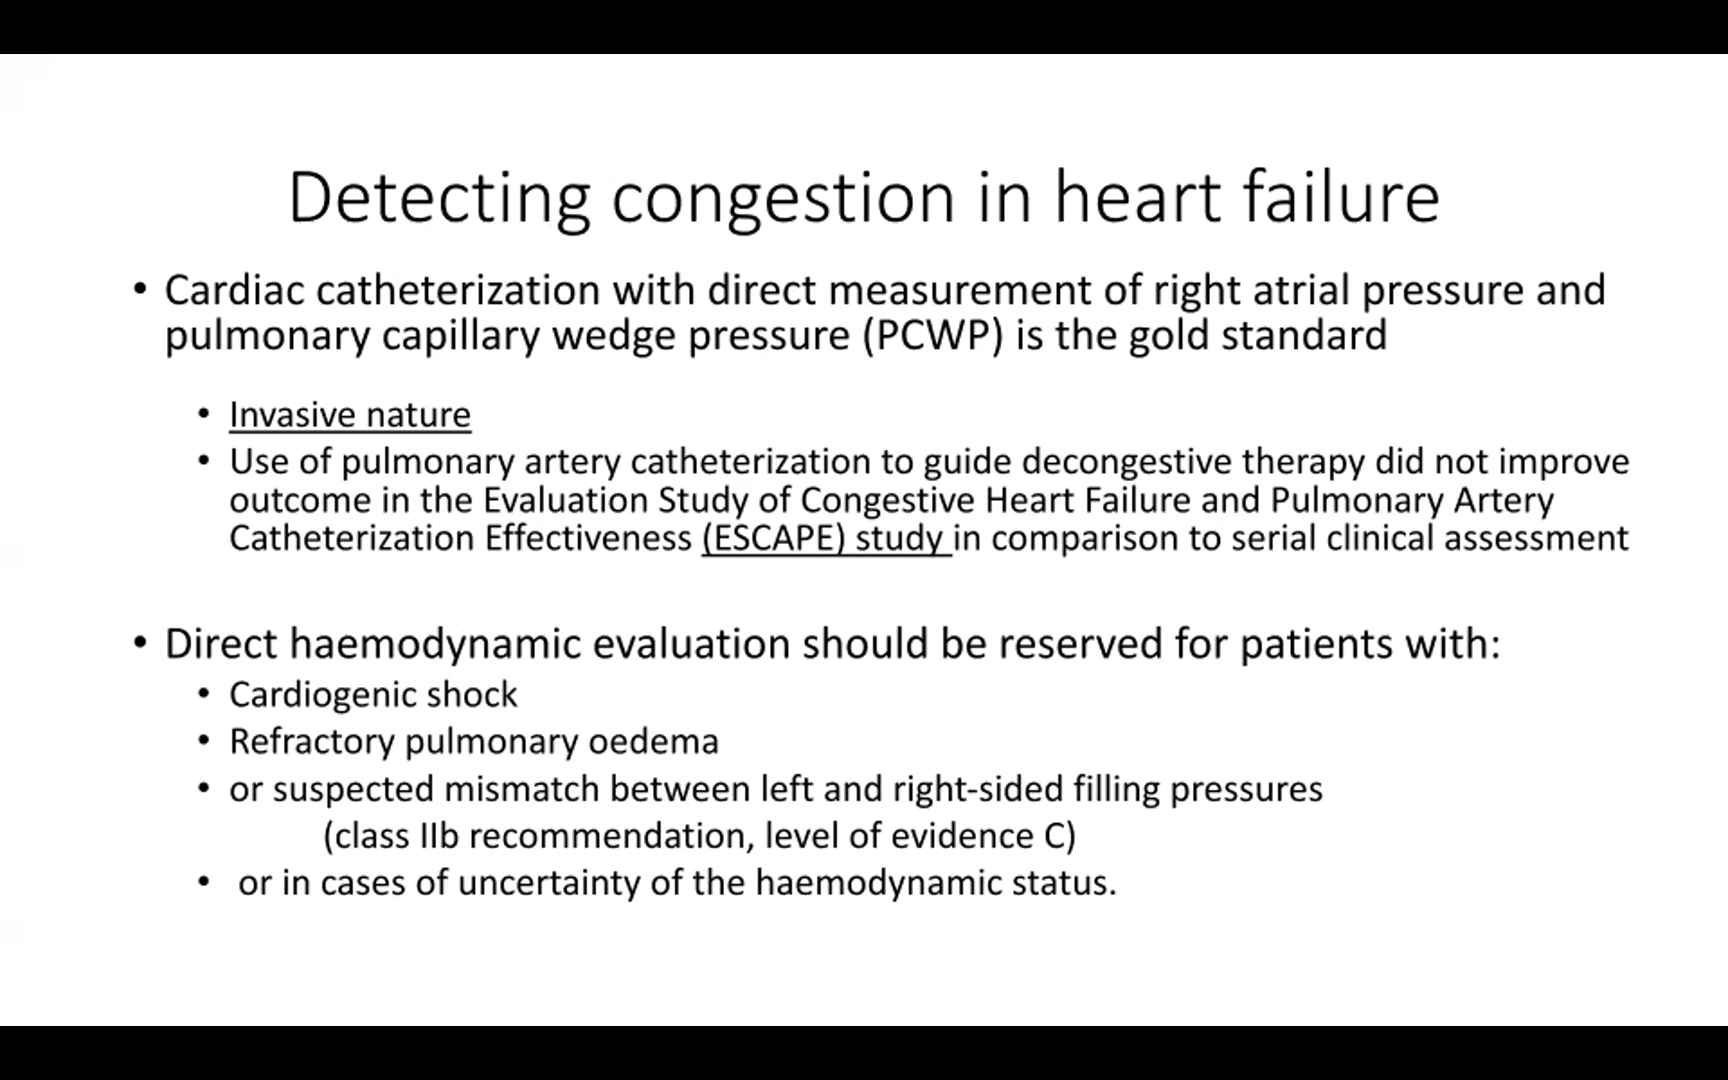 Detecting congestion in heart failure
• Cardiac catheterization with direct measurement of right atrial pressure and
pulmonary capillary wedge pressure (PCWP) is the gold standard
• Invasive nature
• Use of pulmonary artery catheterization to guide decongestive therapy did not improve
outcome in the Evaluation Study of Congestive Heart Failure and Pulmonary Artery
Catheterization Effectiveness (ESCAPE) study in comparison to serial clinical assessment
• Direct haemodynamic evaluation should be reserved for patients with:
• Cardiogenic shock
• Refractory pulmonary oedema
• or suspected mismatch between left and right-sided filling pressures
(class IIb recommendation, level of evidence C)
• or in cases of uncertainty of the haemodynamic status.